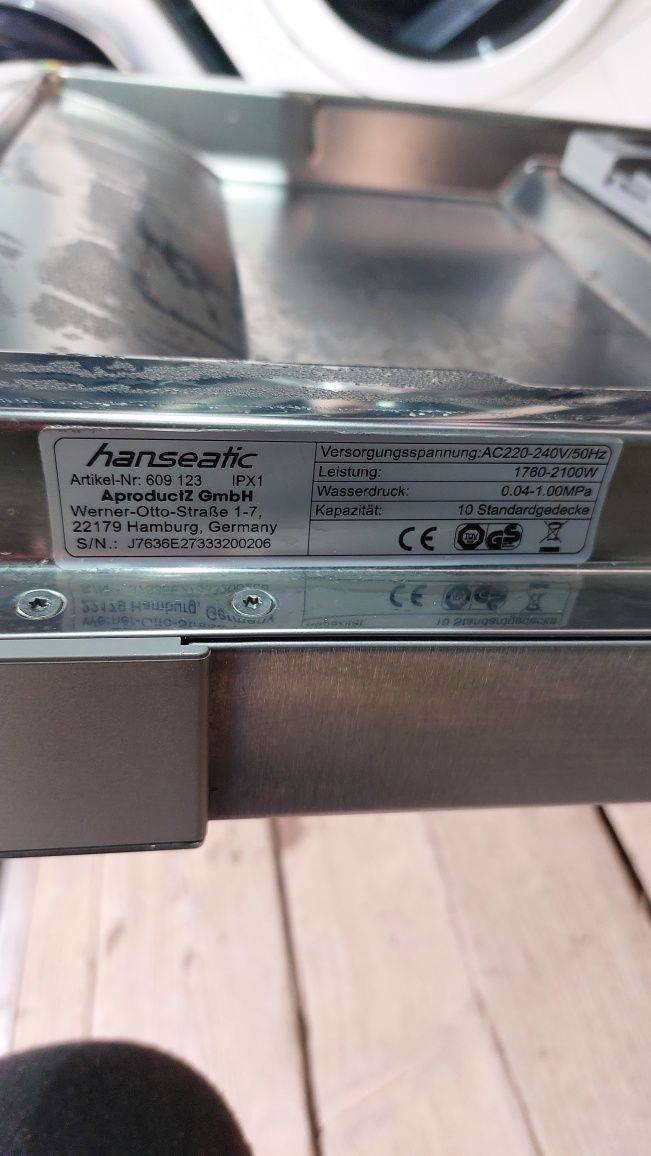 hanseatic
Artikel-Nr: 609 123 IPX1
AproductZ GmbH
Werner-Otto-Straße 1-7,
22179 Hamburg, Germany
S/N.: J7636E27333200206
Versorgungsspannung:AC220-240V/50Hz
Leistung: 1760-2100W
Wasserdruck: 0.04-1.00MPa
Kapazität: 10 Standardgedecke
CE
GS